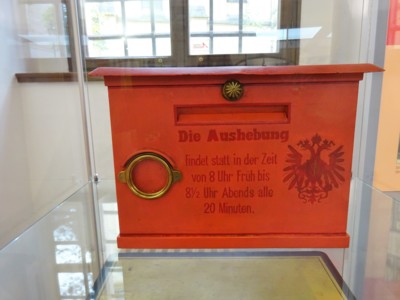 Die Aushebung
findet statt in der Zeit
von 8 Uhr Früh bis
8½ Uhr Abends alle
20 Minuten.